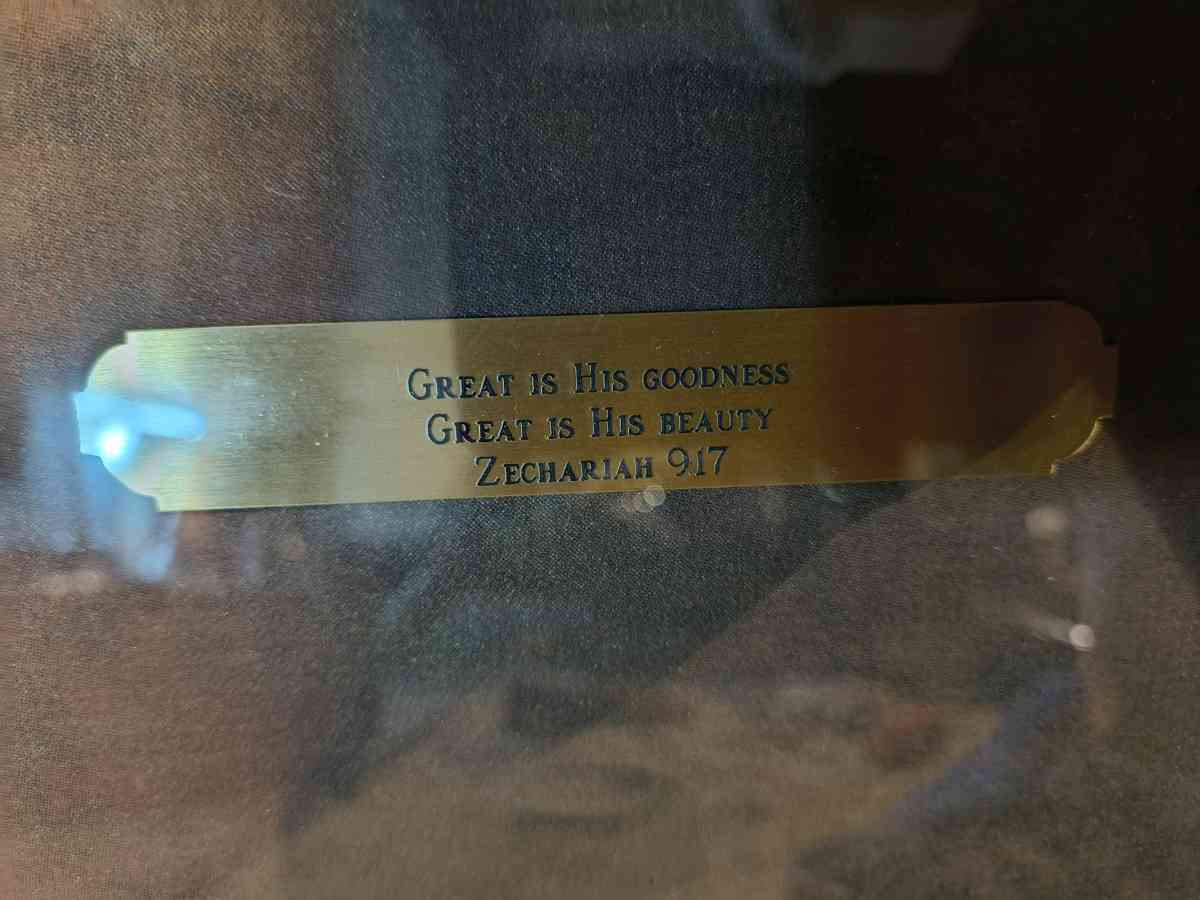 Great is His goodness
Great is His beauty
Zechariah 9:17